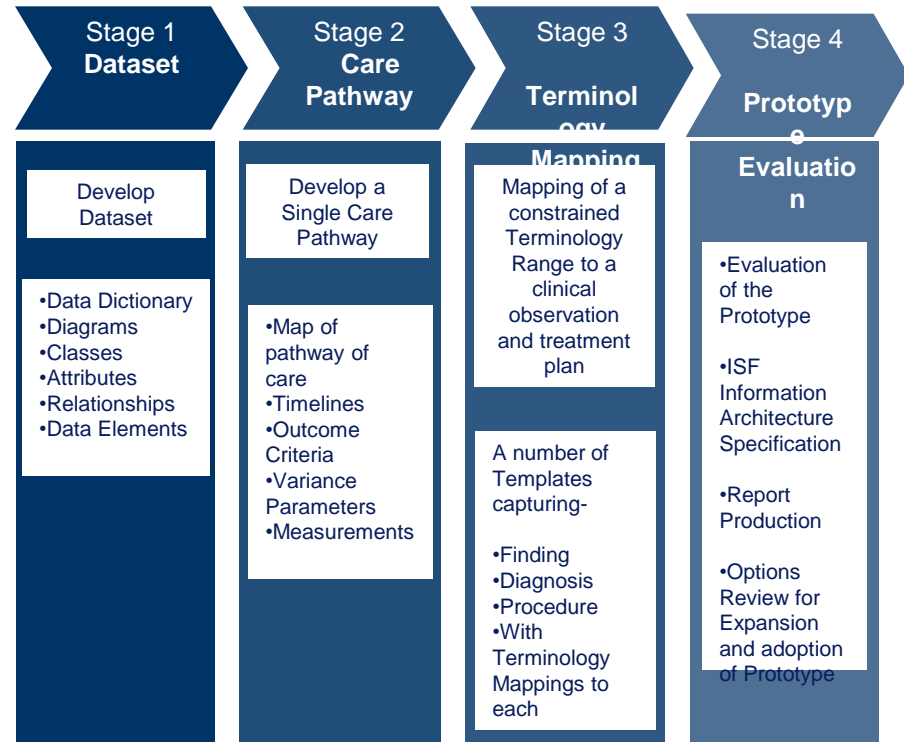 Stage 1
Dataset
Develop
Dataset
•Data Dictionary
•Diagrams
•Classes
•Attributes
•Relationships
•Data Elements
Stage 2
Care
Pathway
Develop a
Single Care
Pathway
•Map of
pathway of
care
•Timelines
•Outcome
Criteria
•Variance
Parameters
•Measurements
Stage 3
Terminol
ogy
Mapping
Mapping of a
constrained
Terminology
Range to a
clinical
observation
and treatment
plan
A number of
Templates
capturing-
•Finding
•Diagnosis
•Procedure
•With
Terminology
Mappings to
each
Stage 4
Prototyp
e
Evaluatio
n
•Evaluation
of the
Prototype
•ISF
Information
Architecture
Specification
•Report
Production
•Options
Review for
Expansion
and adoption
of Prototype